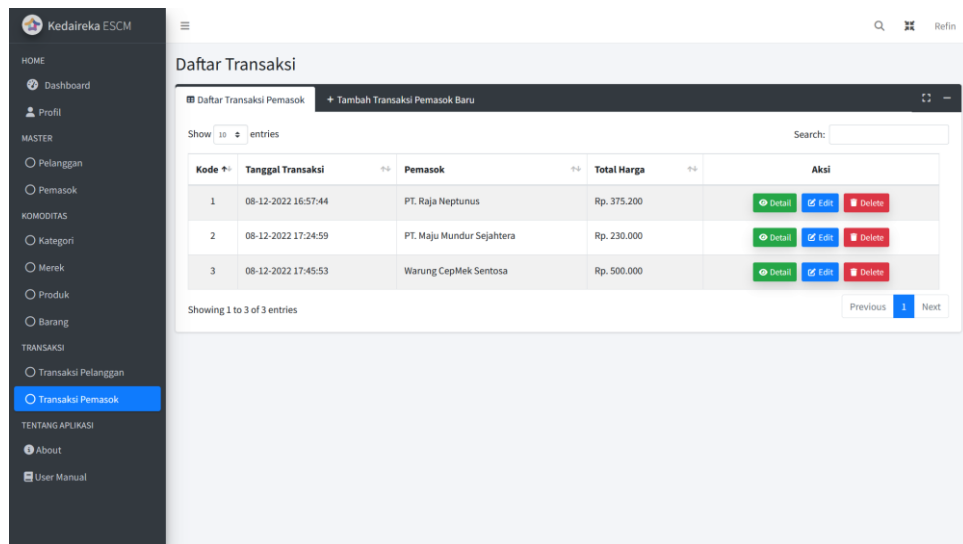 Kedaireka ESCM
Refin
HOME
Dashboard
Profil
MASTER
Pelanggan
Pemasok
KOMODITAS
Kategori
Merek
Produk
Barang
TRANSAKSI
Transaksi Pelanggan
Transaksi Pemasok
TENTANG APLIKASI
About
User Manual
Daftar Transaksi
Daftar Transaksi Pemasok + Tambah Transaksi Pemasok Baru
Show 10 entries Search:
Kode Tanggal Transaksi Pemasok Total Harga Aksi
1 08-12-2022 16:57:44 PT. Raja Neptunus Rp. 375.200 Detail Edit Delete
2 08-12-2022 17:24:59 PT. Maju Mundur Sejahtera Rp. 230.000 Detail Edit Delete
3 08-12-2022 17:45:53 Warung CepMek Sentosa Rp. 500.000 Detail Edit Delete
Showing 1 to 3 of 3 entries Previous 1 Next